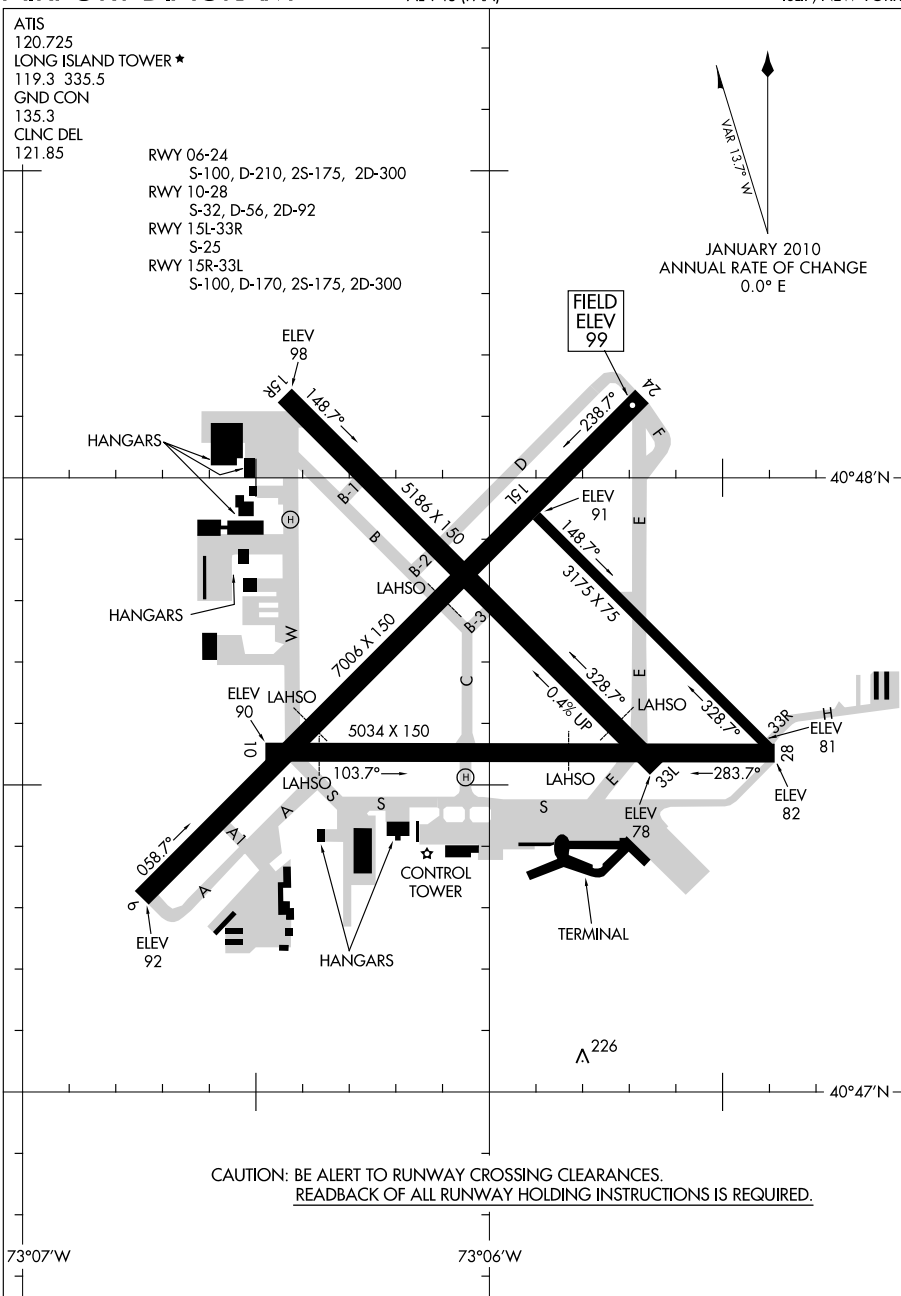 ATIS
120.725
LONG ISLAND TOWER ★
119.3 335.5
GND CON
135.3
CLNC DEL
121.85
RWY 06-24
S-100, D-210, 2S-175, 2D-300
RWY 10-28
S-32, D-56, 2D-92
RWY 15L-33R
S-25
RWY 15R-33L
S-100, D-170, 2S-175, 2D-300
VAR 13.7° W
JANUARY 2010
ANNUAL RATE OF CHANGE
0.0° E
FIELD
ELEV
99
ELEV
98
15R
148.7°
24
238.7°
F
HANGARS
D
15L
40°48'N
B-1
5186 X 150
ELEV
91
H
B
E
148.7°
B-2
3175 X 75
LAHSO
HANGARS
B-3
W
7006 X 150
C
E
328.7°
0.4% UP
LAHSO
328.7°
33R
H
ELEV
81
ELEV
90
LAHSO
5034 X 150
10
28
LAHSO
103.7°
H
LAHSO
E
33L
283.7°
ELEV
82
S
S
S
ELEV
78
A
A1
058.7°
A
6
ELEV
92
CONTROL
TOWER
TERMINAL
HANGARS
226
40°47'N
CAUTION: BE ALERT TO RUNWAY CROSSING CLEARANCES.
READBACK OF ALL RUNWAY HOLDING INSTRUCTIONS IS REQUIRED.
73°07'W
73°06'W